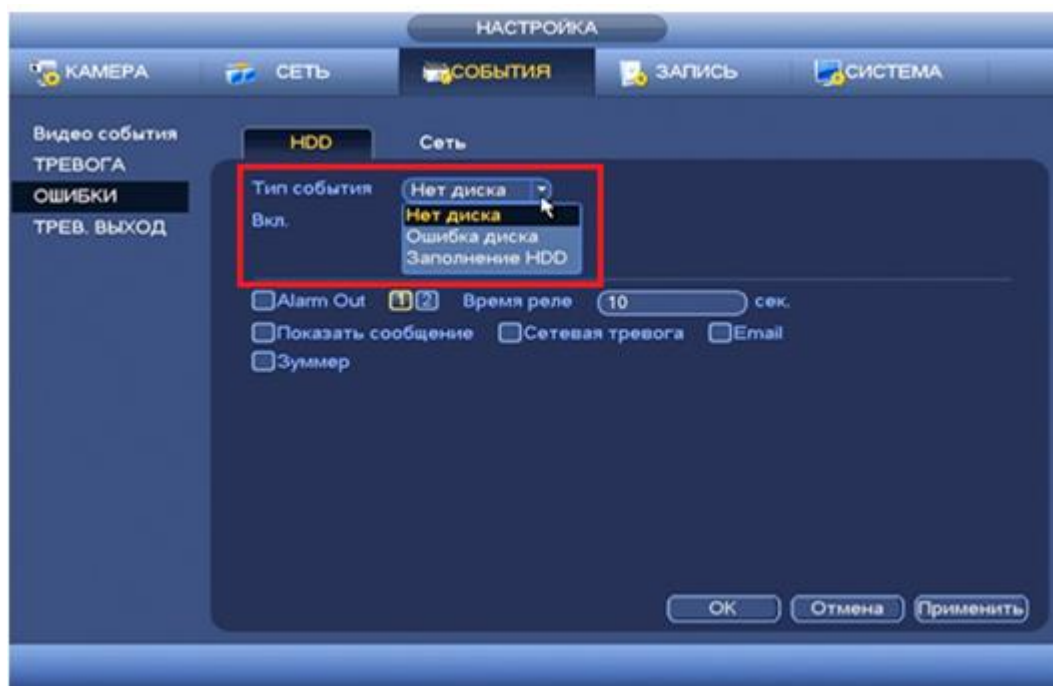 НАСТРОЙКА
КАМЕРА СЕТЬ СОБЫТИЯ ЗАПИСЬ СИСТЕМА
Видео события
ТРЕВОГА
ОШИБКИ
ТРЕВ. ВЫХОД
HDD Сеть
Тип события Нет диска
Вкл. Нет диска
Ошибка диска
Заполнение HDD
Alarm Out 1 2 Время реле 10 сек.
Показать сообщение Сетевая тревога Email
Зуммер
OK Отмена Применить